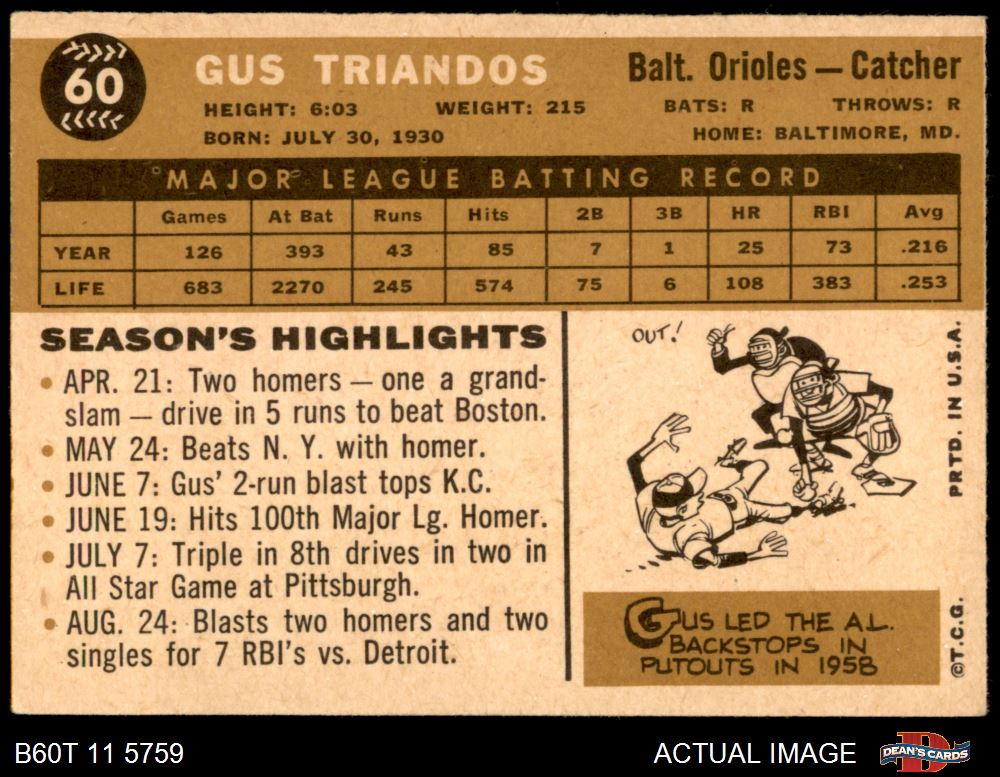 60
GUS TRIANDOS
Balt. Orioles — Catcher
HEIGHT: 6:03 WEIGHT: 215 BATS: R THROWS: R
BORN: JULY 30, 1930 HOME: BALTIMORE, MD.
MAJOR LEAGUE BATTING RECORD
Games At Bat Runs Hits 2B 3B HR RBI Avg
YEAR 126 393 43 85 7 1 25 73 .216
LIFE 683 2270 245 574 75 6 108 383 .253
SEASON'S HIGHLIGHTS
• APR. 21: Two homers — one a grand-
slam — drive in 5 runs to beat Boston.
• MAY 24: Beats N. Y. with homer.
• JUNE 7: Gus' 2-run blast tops K.C.
• JUNE 19: Hits 100th Major Lg. Homer.
• JULY 7: Triple in 8th drives in two in
All Star Game at Pittsburgh.
• AUG. 24: Blasts two homers and two
singles for 7 RBI's vs. Detroit.
OUT!
GUS LED THE A.L.
BACKSTOPS IN
PUTOUTS IN 1958
©T.C.G. PRTD. IN U.S.A.
B60T 11 5759
ACTUAL IMAGE
D
DEAN'S CARDS